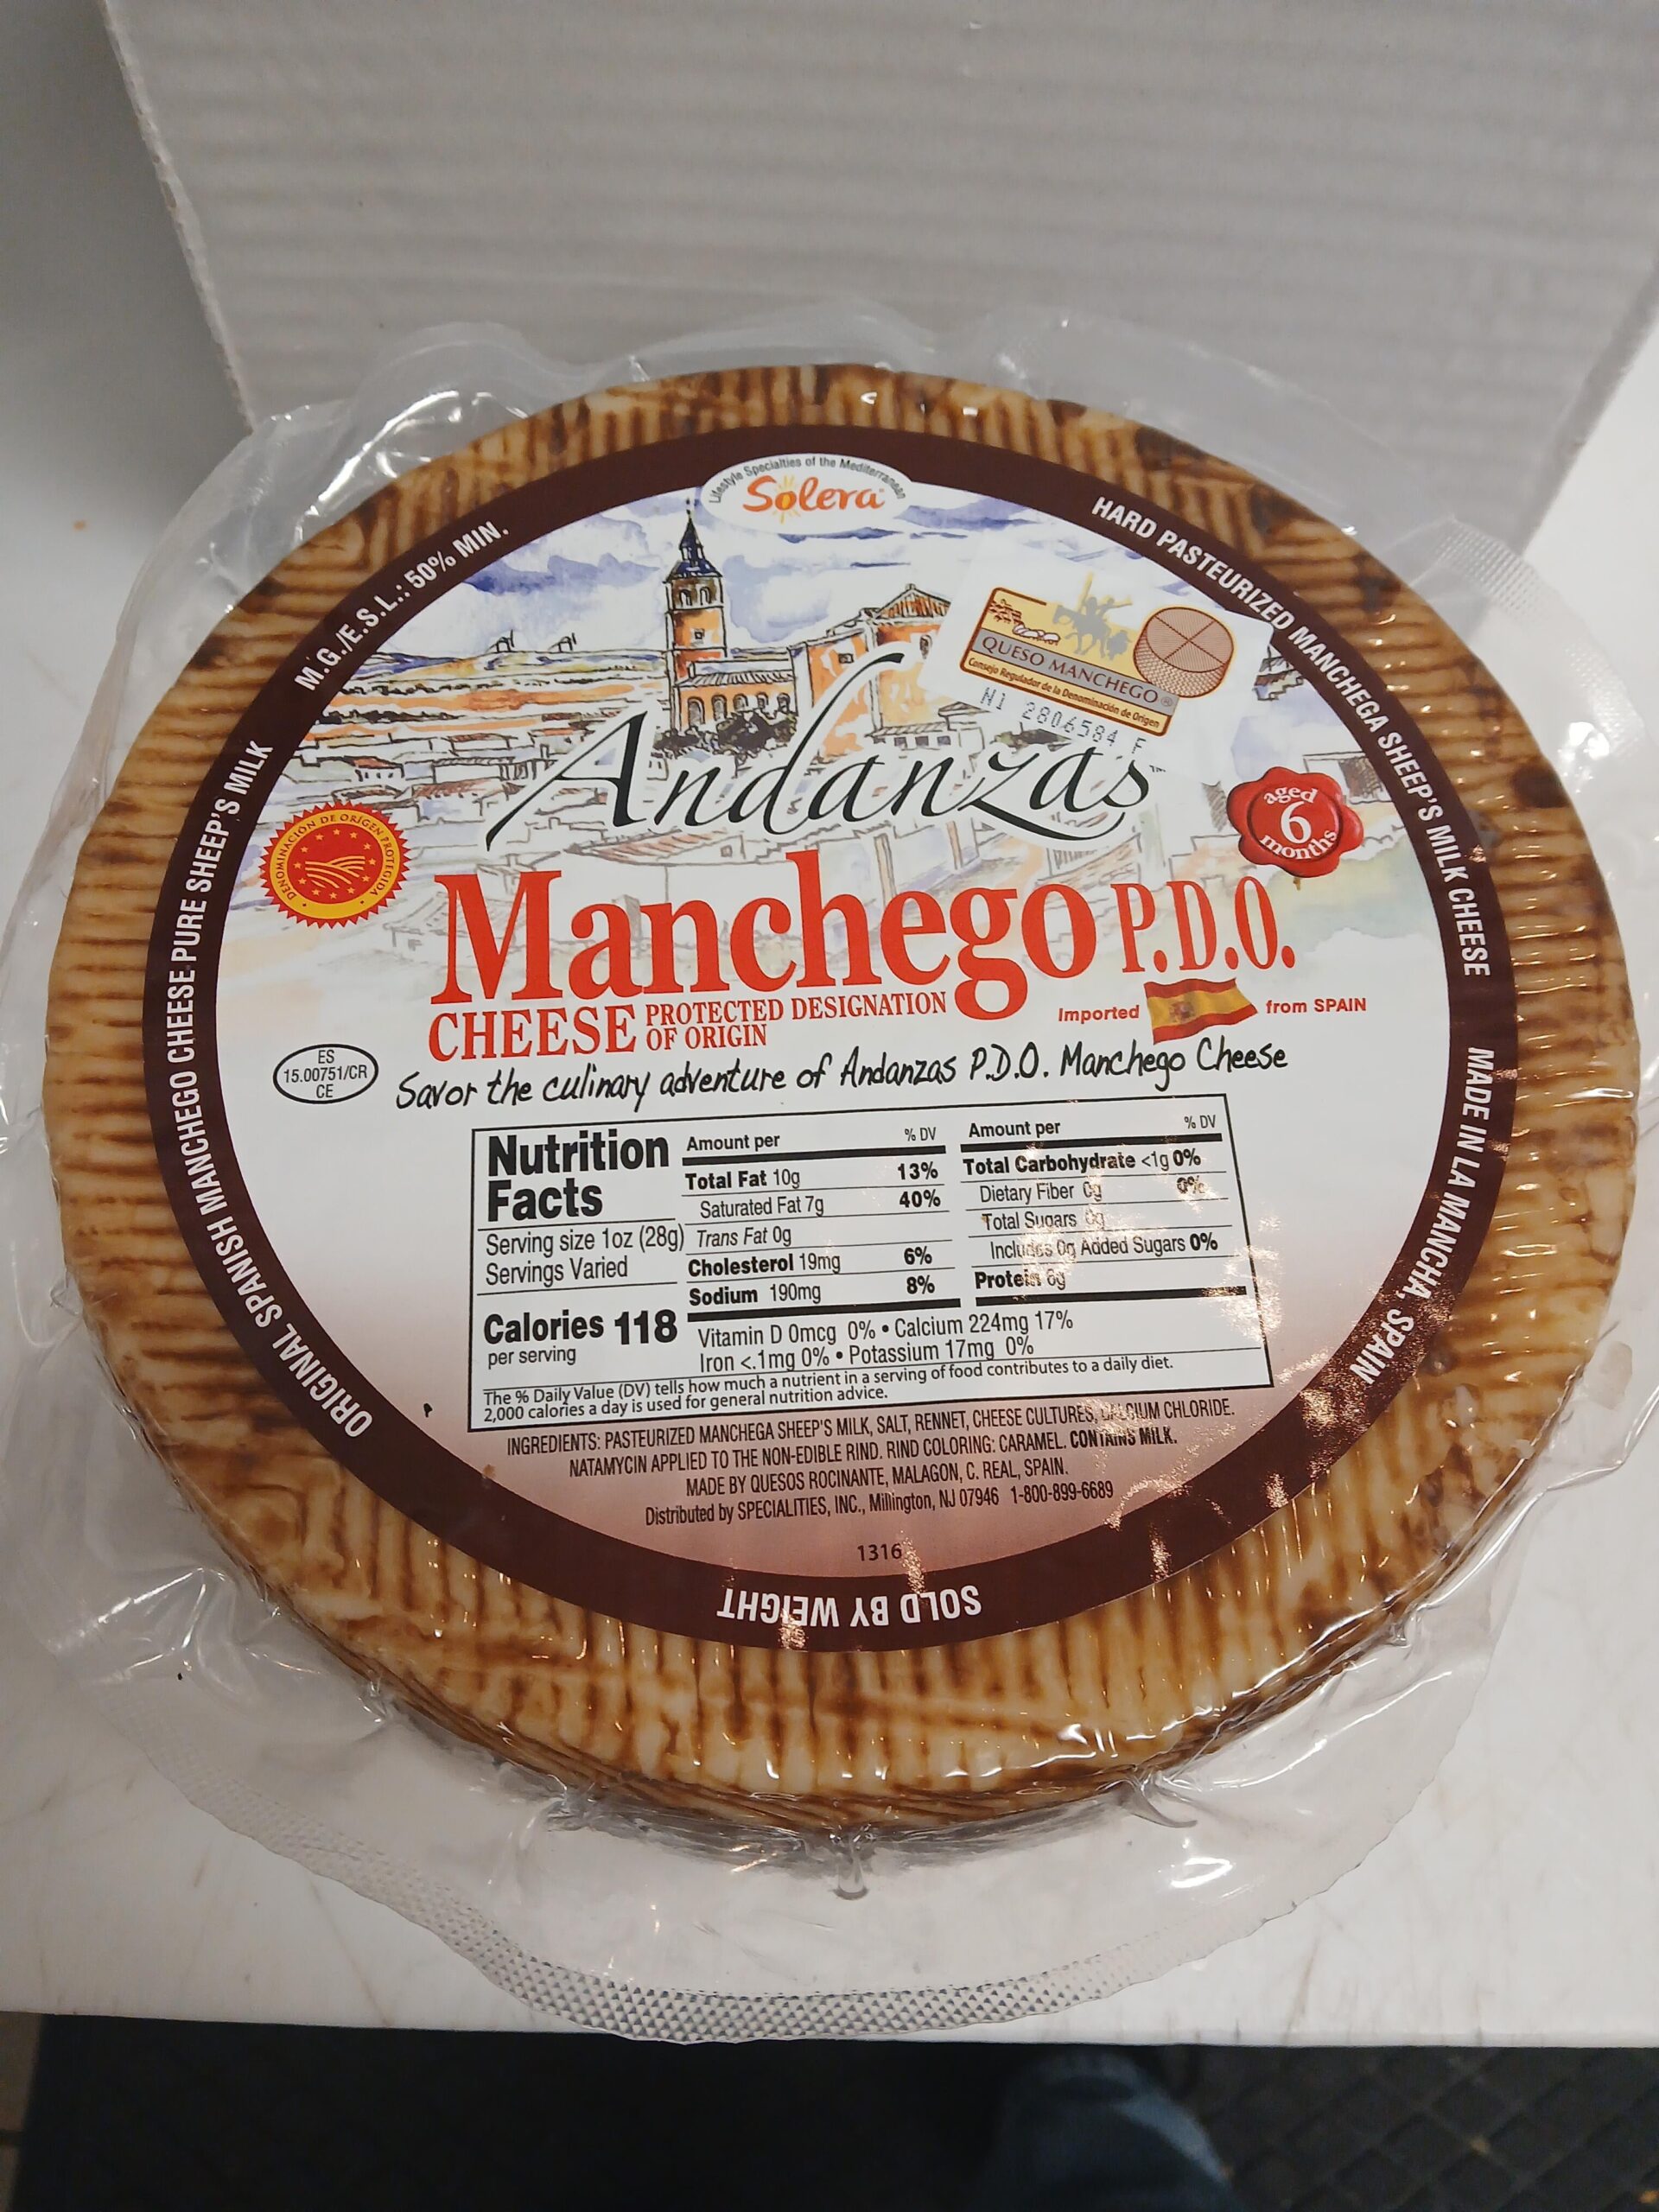 Lifestyle Specialties of the Mediterranean
Solera
M.G./E.S.L.: 50% MIN.
HARD PASTEURIZED MANCHEGA SHEEP'S MILK CHEESE
MADE IN LA MANCHA, SPAIN
ORIGINAL SPANISH MANCHEGO CHEESE PURE SHEEP'S MILK
QUESO MANCHEGO ®
Consejo Regulador de la Denominación de Origen
N1 2806584 F
Andanzas™
aged
6
months
DENOMINACIÓN DE ORIGEN PROTEGIDA
Manchego P.D.O.
CHEESE PROTECTED DESIGNATION
OF ORIGIN
Imported from SPAIN
ES
15.00751/CR
CE
Savor the culinary adventure of Andanzas P.D.O. Manchego Cheese
Nutrition
Facts
Serving size 1oz (28g)
Servings Varied
Calories 118
per serving
Amount per % DV
Total Fat 10g 13%
Saturated Fat 7g 40%
Trans Fat 0g
Cholesterol 19mg 6%
Sodium 190mg 8%
Amount per % DV
Total Carbohydrate <1g 0%
Dietary Fiber 0g 0%
Total Sugars 0g
Includes 0g Added Sugars 0%
Protein 6g
Vitamin D 0mcg 0% • Calcium 224mg 17%
Iron <.1mg 0% • Potassium 17mg 0%
The % Daily Value (DV) tells how much a nutrient in a serving of food contributes to a daily diet.
2,000 calories a day is used for general nutrition advice.
INGREDIENTS: PASTEURIZED MANCHEGA SHEEP'S MILK, SALT, RENNET, CHEESE CULTURES, CALCIUM CHLORIDE.
NATAMYCIN APPLIED TO THE NON-EDIBLE RIND. RIND COLORING: CARAMEL. CONTAINS MILK.
MADE BY QUESOS ROCINANTE, MALAGON, C. REAL, SPAIN.
Distributed by SPECIALITIES, INC., Millington, NJ 07946 1-800-899-6689
1316
SOLD BY WEIGHT